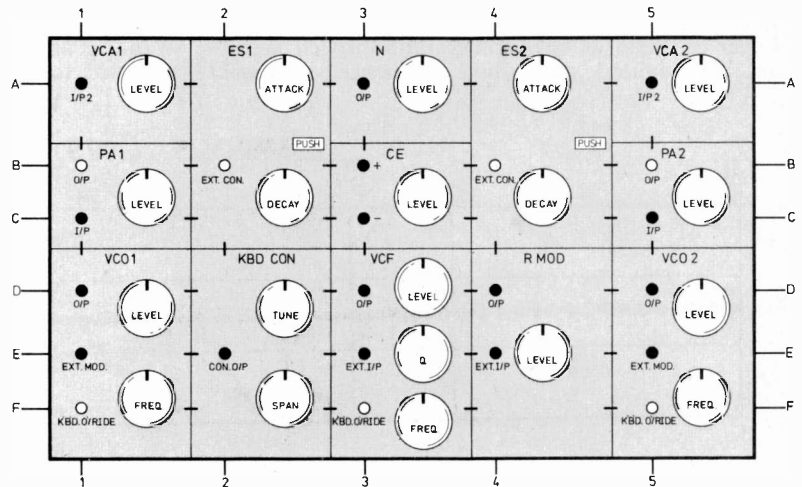 1 2 3 4 5
VCA1 ES1 N ES2 VCA 2
A I/P 2 LEVEL ATTACK O/P LEVEL ATTACK I/P 2 LEVEL A
PUSH PUSH
PA1 CE PA2
B O/P EXT. CON. + EXT. CON. O/P B
LEVEL DECAY LEVEL DECAY LEVEL
C I/P - I/P C
VCO1 KBD CON VCF R MOD VCO 2
D O/P LEVEL TUNE O/P LEVEL O/P O/P LEVEL D
E EXT. MOD. CON. O/P EXT. I/P Q EXT. I/P LEVEL EXT. MOD. E
F KBD. O/RIDE FREQ SPAN KBD. O/RIDE FREQ KBD. O/RIDE FREQ F
1 2 3 4 5